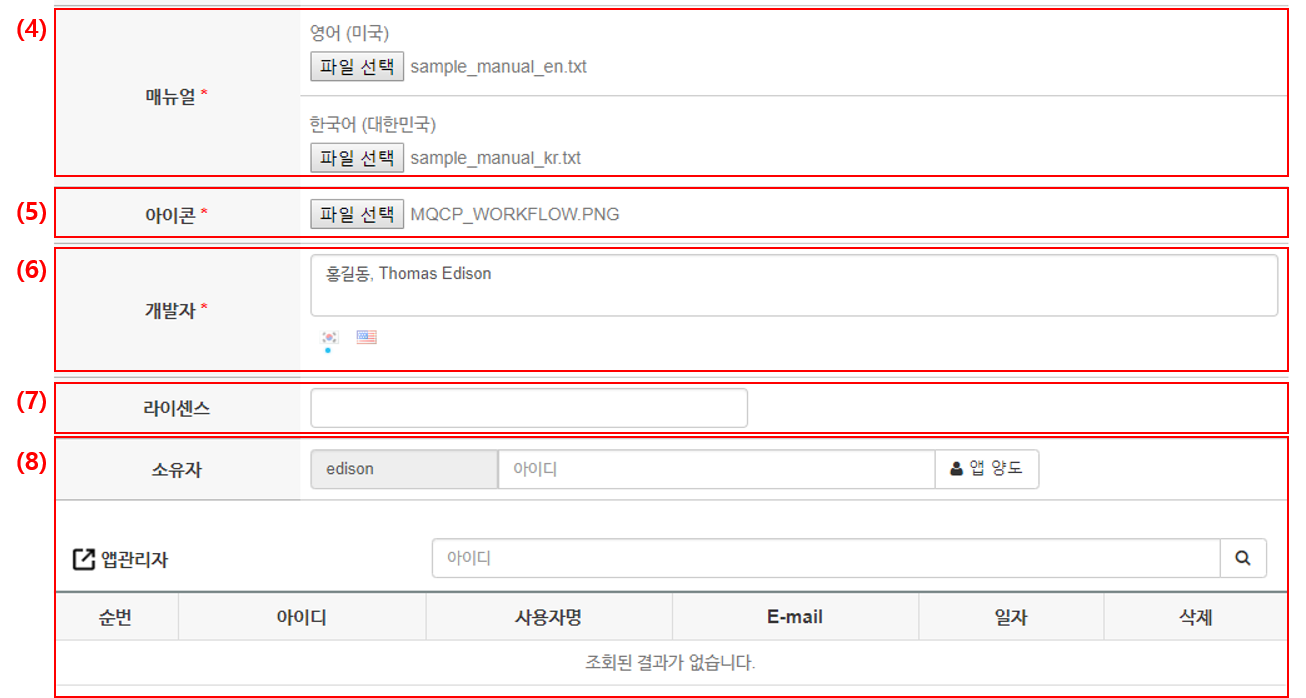 (4)
매뉴얼 *
영어 (미국)
파일 선택 sample_manual_en.txt
한국어 (대한민국)
파일 선택 sample_manual_kr.txt
(5)
아이콘 *
파일 선택 MQCP_WORKFLOW.PNG
(6)
개발자 *
홍길동, Thomas Edison
(7)
라이센스
(8)
소유자 edison 아이디 앱 양도
앱관리자 아이디
순번 아이디 사용자명 E-mail 일자 삭제
조회된 결과가 없습니다.